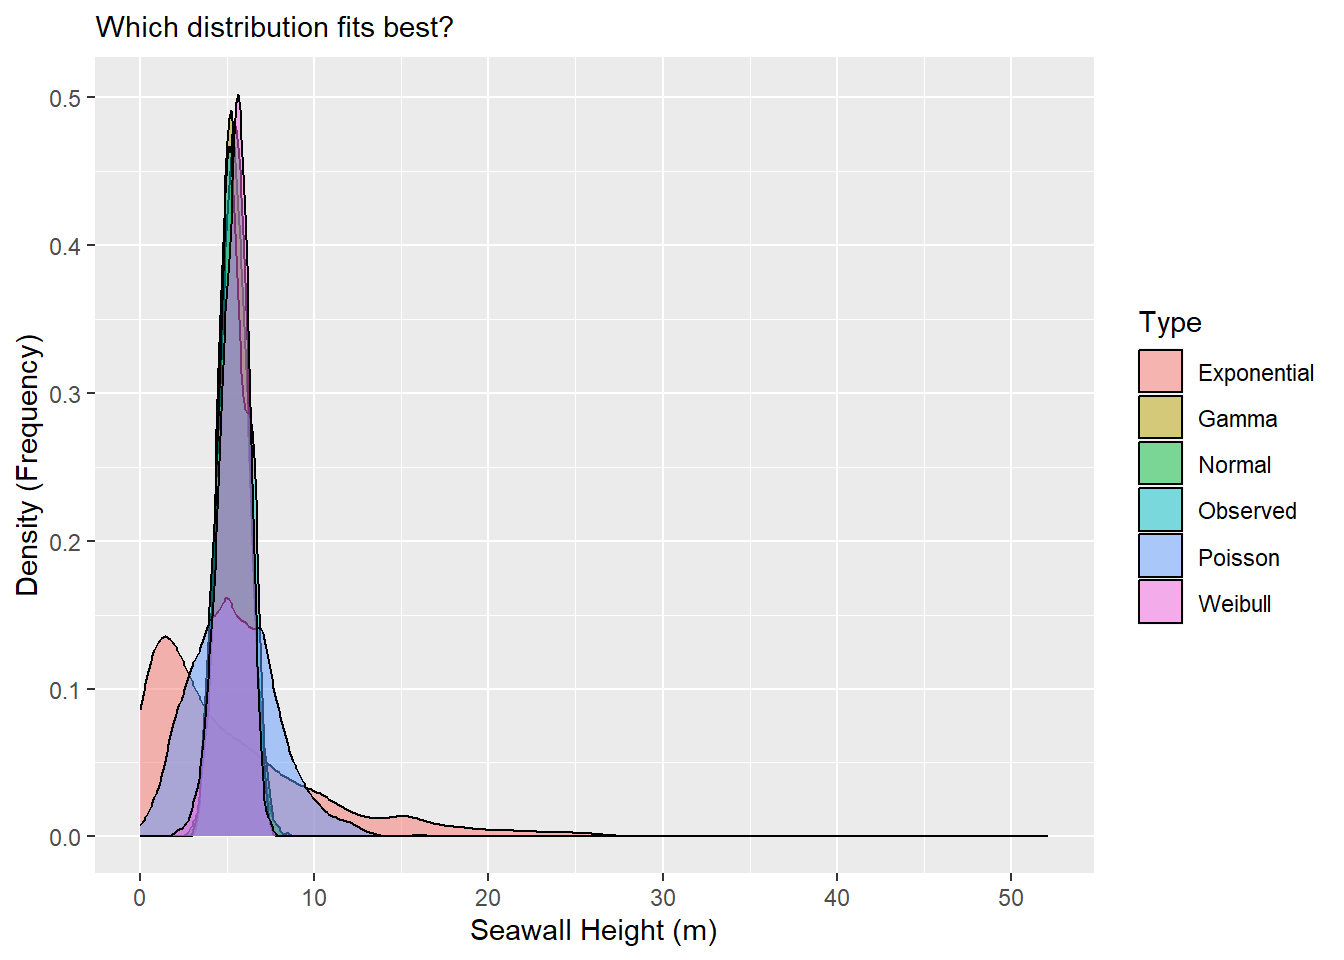 Which distribution fits best?
0.5
0.4
0.3
0.2
0.1
0.0
Density (Frequency)
0 10 20 30 40 50
Seawall Height (m)
Type
Exponential
Gamma
Normal
Observed
Poisson
Weibull